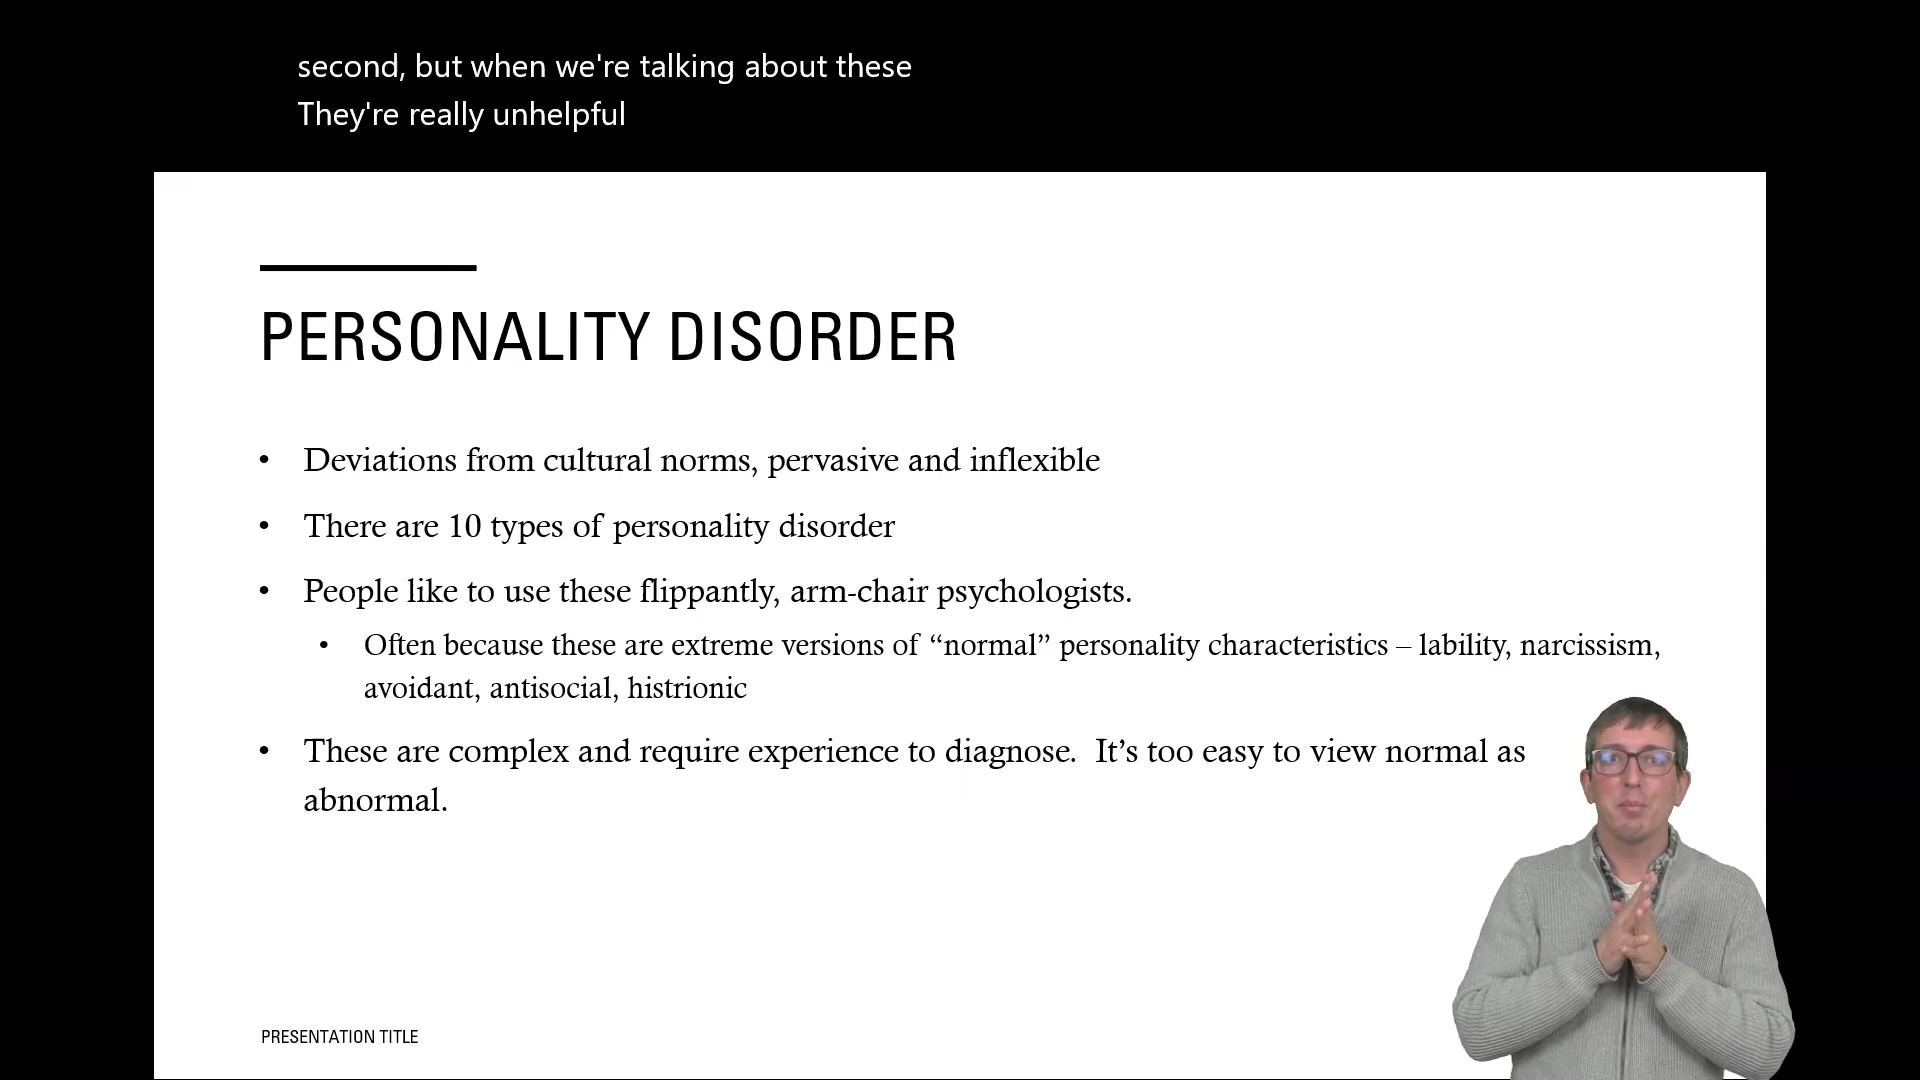 second, but when we're talking about these
They're really unhelpful
PERSONALITY DISORDER
• Deviations from cultural norms, pervasive and inflexible
• There are 10 types of personality disorder
• People like to use these flippantly, arm-chair psychologists.
• Often because these are extreme versions of “normal” personality characteristics – lability, narcissism,
avoidant, antisocial, histrionic
• These are complex and require experience to diagnose.  It’s too easy to view normal as
abnormal.
PRESENTATION TITLE